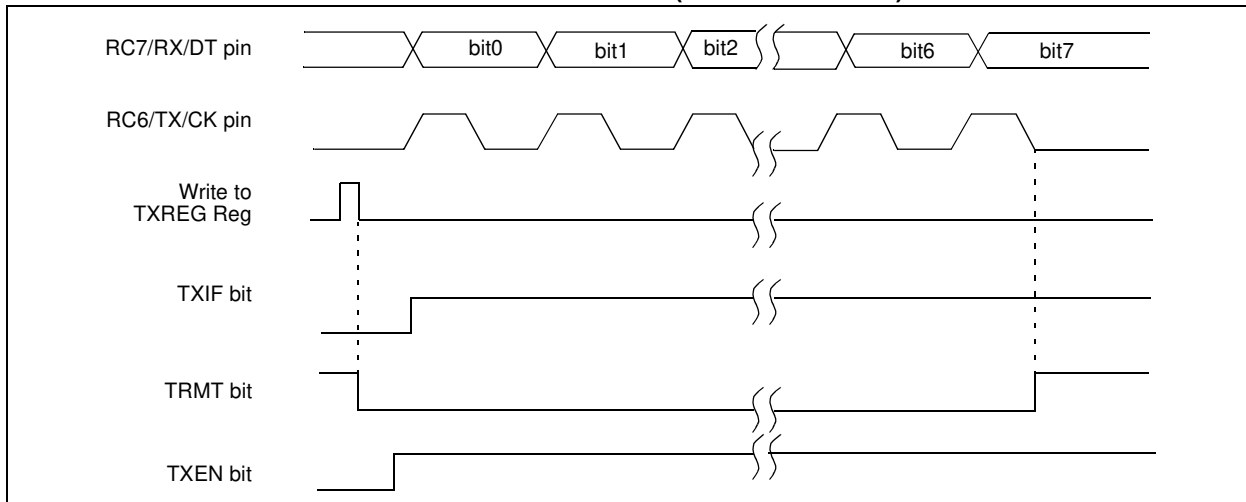 RC7/RX/DT pin
bit0
bit1
bit2
bit6
bit7
RC6/TX/CK pin
Write to
TXREG Reg
TXIF bit
TRMT bit
TXEN bit